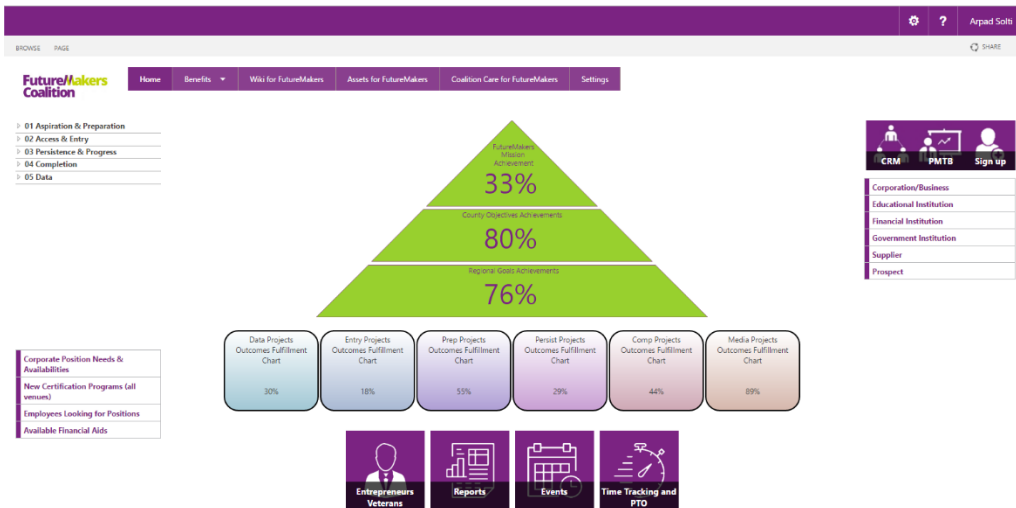 ? Arpad Solti
BROWSE PAGE SHARE
FutureMakers
Coalition
Home Benefits Wiki for FutureMakers Assets for FutureMakers Coalition Care for FutureMakers Settings
01 Aspiration & Preparation
02 Access & Entry
03 Persistence & Progress
04 Completion
05 Data
FutureMakers
Mission
Achievement
33%
County Objectives Achievements
80%
Regional Goals Achievements
76%
CRM PMTB Sign up
Corporation/Business
Educational Institution
Financial Institution
Government Institution
Supplier
Prospect
Corporate Position Needs &
Availabilities
New Certification Programs (all
venues)
Employees Looking for Positions
Available Financial Aids
Data Projects
Outcomes Fulfillment
Chart
30%
Entry Projects
Outcomes Fulfillment
Chart
18%
Prep Projects
Outcomes Fulfillment
Chart
55%
Persist Projects
Outcomes Fulfillment
Chart
29%
Comp Projects
Outcomes Fulfillment
Chart
44%
Media Projects
Outcomes Fulfillment
Chart
89%
Entrepreneurs
Veterans
Reports
Events
Time Tracking and
PTO